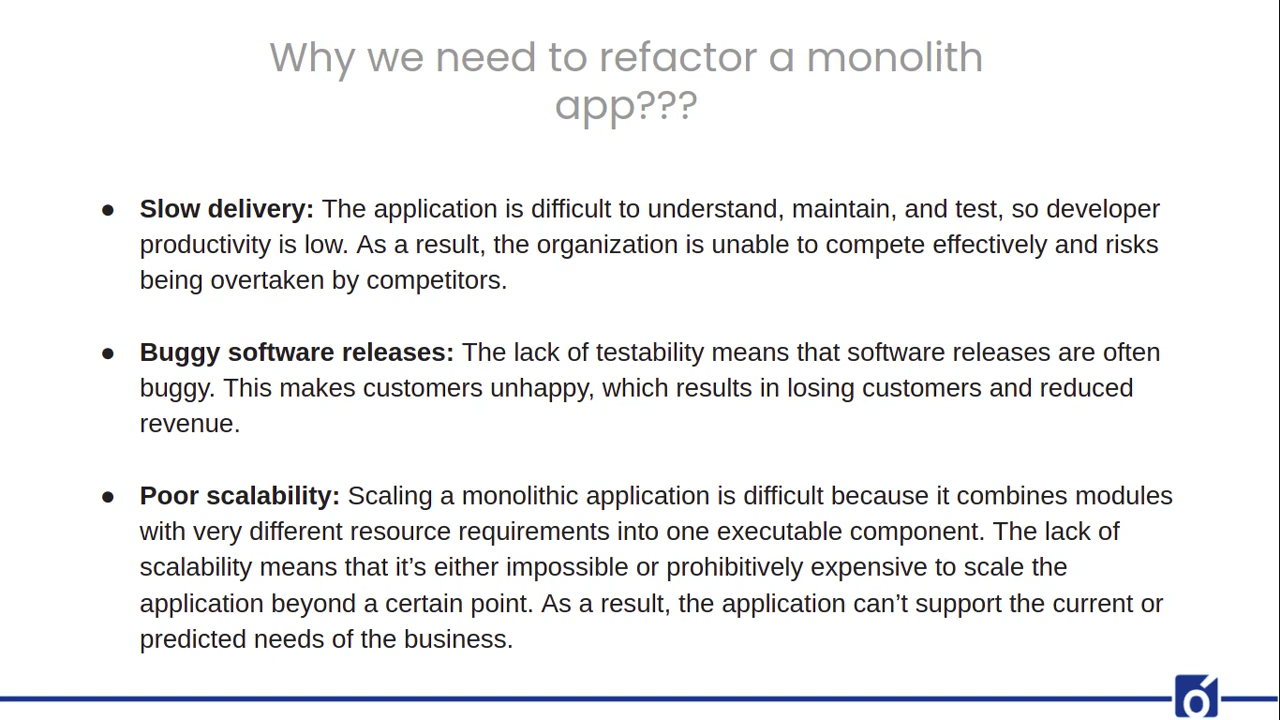 Why we need to refactor a monolith
app???
● Slow delivery: The application is difficult to understand, maintain, and test, so developer
productivity is low. As a result, the organization is unable to compete effectively and risks
being overtaken by competitors.
● Buggy software releases: The lack of testability means that software releases are often
buggy. This makes customers unhappy, which results in losing customers and reduced
revenue.
● Poor scalability: Scaling a monolithic application is difficult because it combines modules
with very different resource requirements into one executable component. The lack of
scalability means that it’s either impossible or prohibitively expensive to scale the
application beyond a certain point. As a result, the application can’t support the current or
predicted needs of the business.